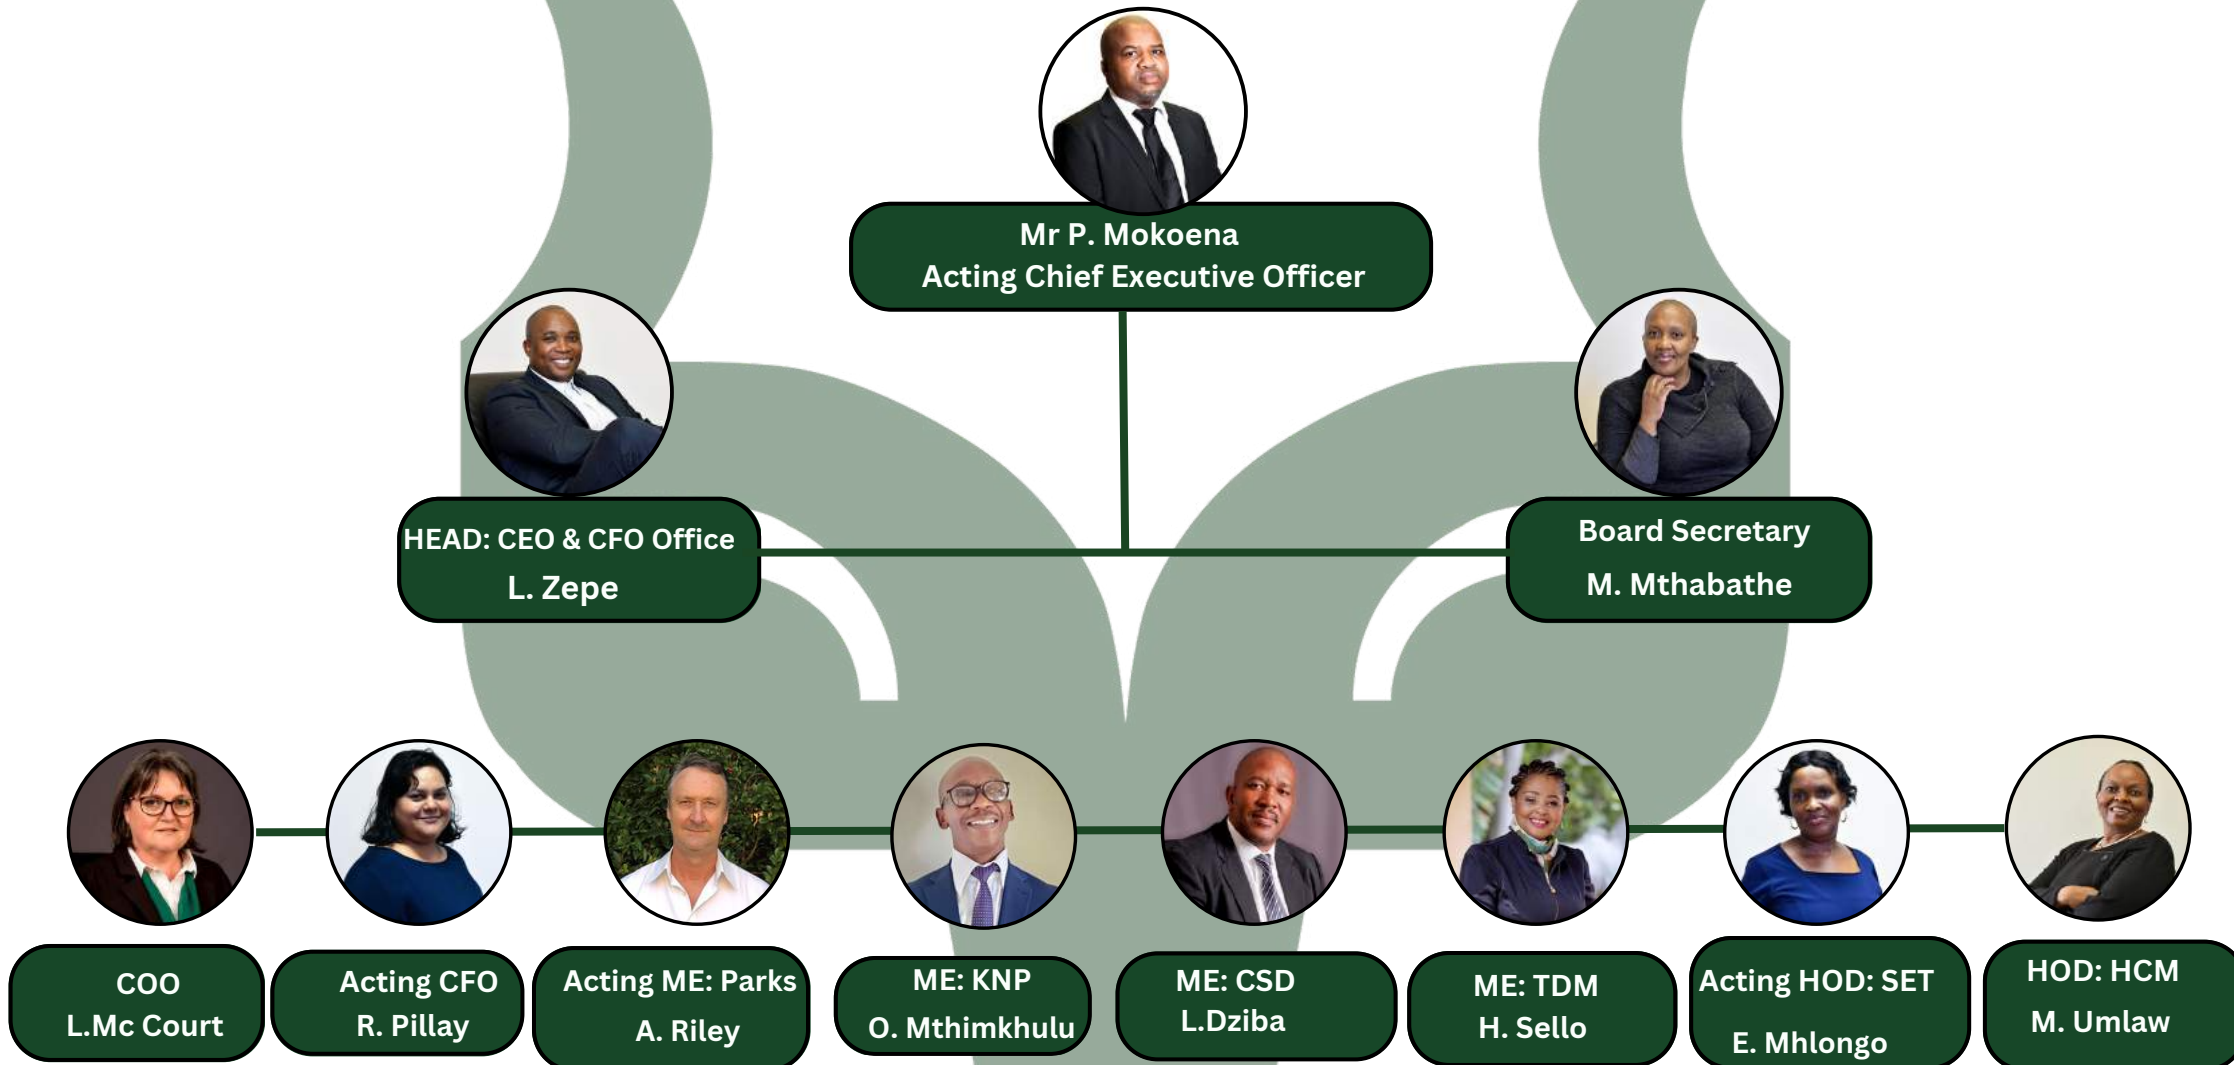 Mr P. Mokoena
Acting Chief Executive Officer
HEAD: CEO & CFO Office
L. Zepe
Board Secretary
M. Mthabathe
COO
L.Mc Court
Acting CFO
R. Pillay
Acting ME: Parks
A. Riley
ME: KNP
O. Mthimkhulu
ME: CSD
L.Dziba
ME: TDM
H. Sello
Acting HOD: SET
E. Mhlongo
HOD: HCM
M. Umlaw